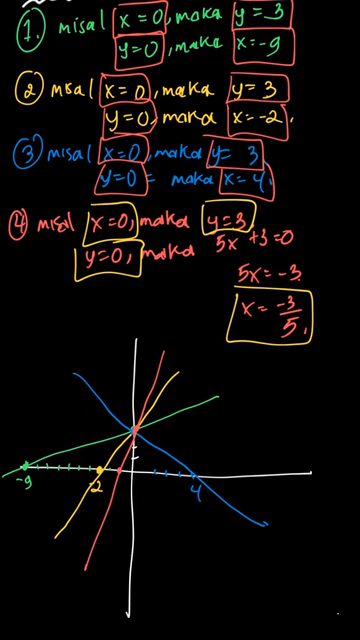 1. misal x = 0, maka y = 3
y = 0, maka x = -9
2 misal x = 0, maka y = 3
y = 0, maka x = -2.
3 misal x = 0, maka y = 3
y = 0 = maka x = 4.
4 misal x = 0, maka y = 3
y = 0, maka 5x + 3 = 0
5x = -3
x = -3/5.
-9 -2 4